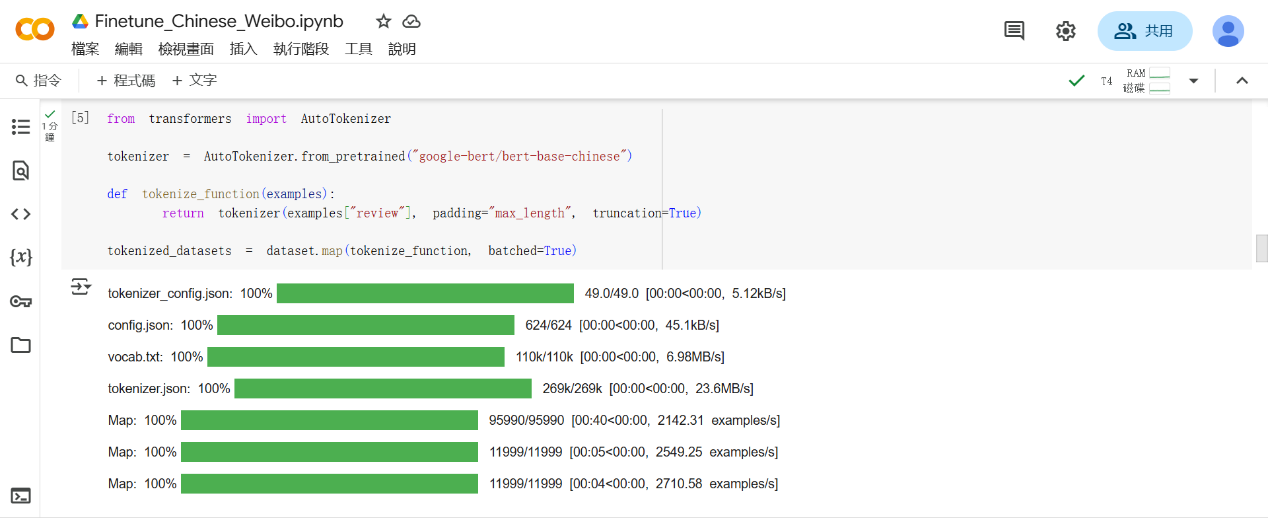 Finetune_Chinese_Weibo.ipynb
檔案 編輯 檢視畫面 插入 執行階段 工具 說明
共用
指令 + 程式碼 + 文字
T4 RAM
磁碟
1 分
鐘
[5] from transformers import AutoTokenizer
tokenizer = AutoTokenizer.from_pretrained("google-bert/bert-base-chinese")
def tokenize_function(examples):
return tokenizer(examples["review"], padding="max_length", truncation=True)
tokenized_datasets = dataset.map(tokenize_function, batched=True)
tokenizer_config.json: 100% 49.0/49.0 [00:00<00:00, 5.12kB/s]
config.json: 100% 624/624 [00:00<00:00, 45.1kB/s]
vocab.txt: 100% 110k/110k [00:00<00:00, 6.98MB/s]
tokenizer.json: 100% 269k/269k [00:00<00:00, 23.6MB/s]
Map: 100% 95990/95990 [00:40<00:00, 2142.31 examples/s]
Map: 100% 11999/11999 [00:05<00:00, 2549.25 examples/s]
Map: 100% 11999/11999 [00:04<00:00, 2710.58 examples/s]